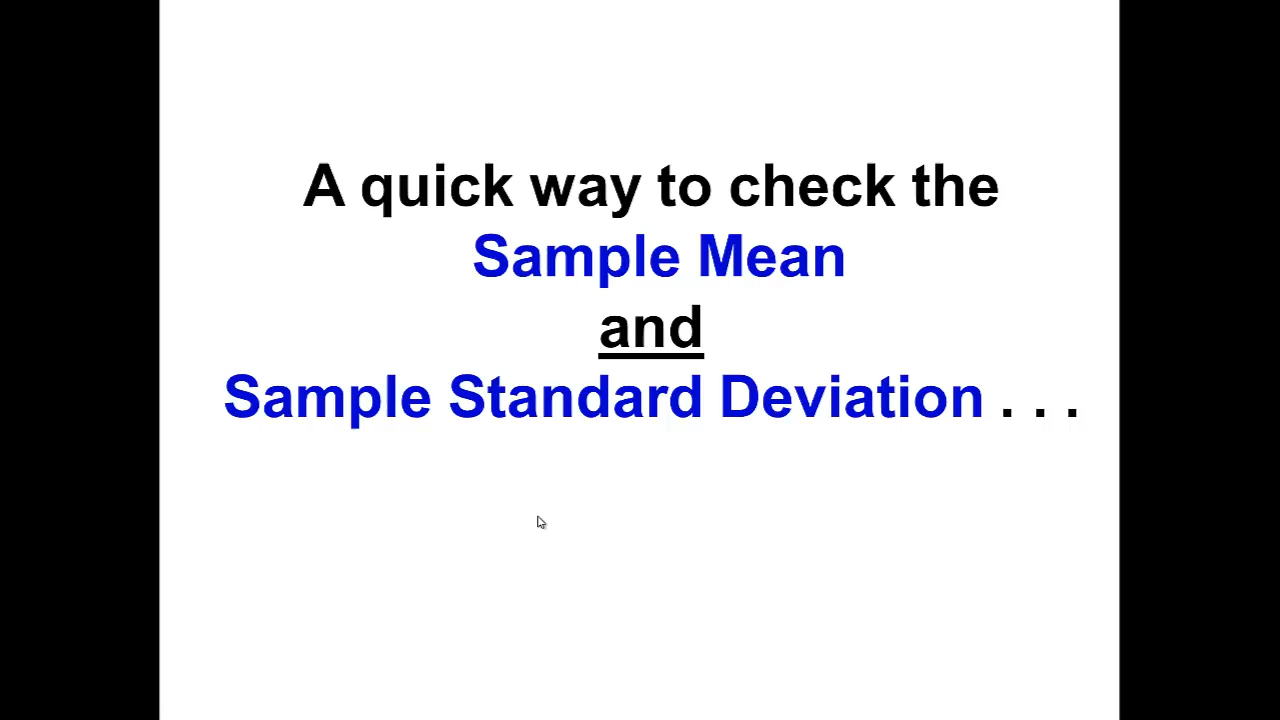 A quick way to check the
Sample Mean
and
Sample Standard Deviation . . .